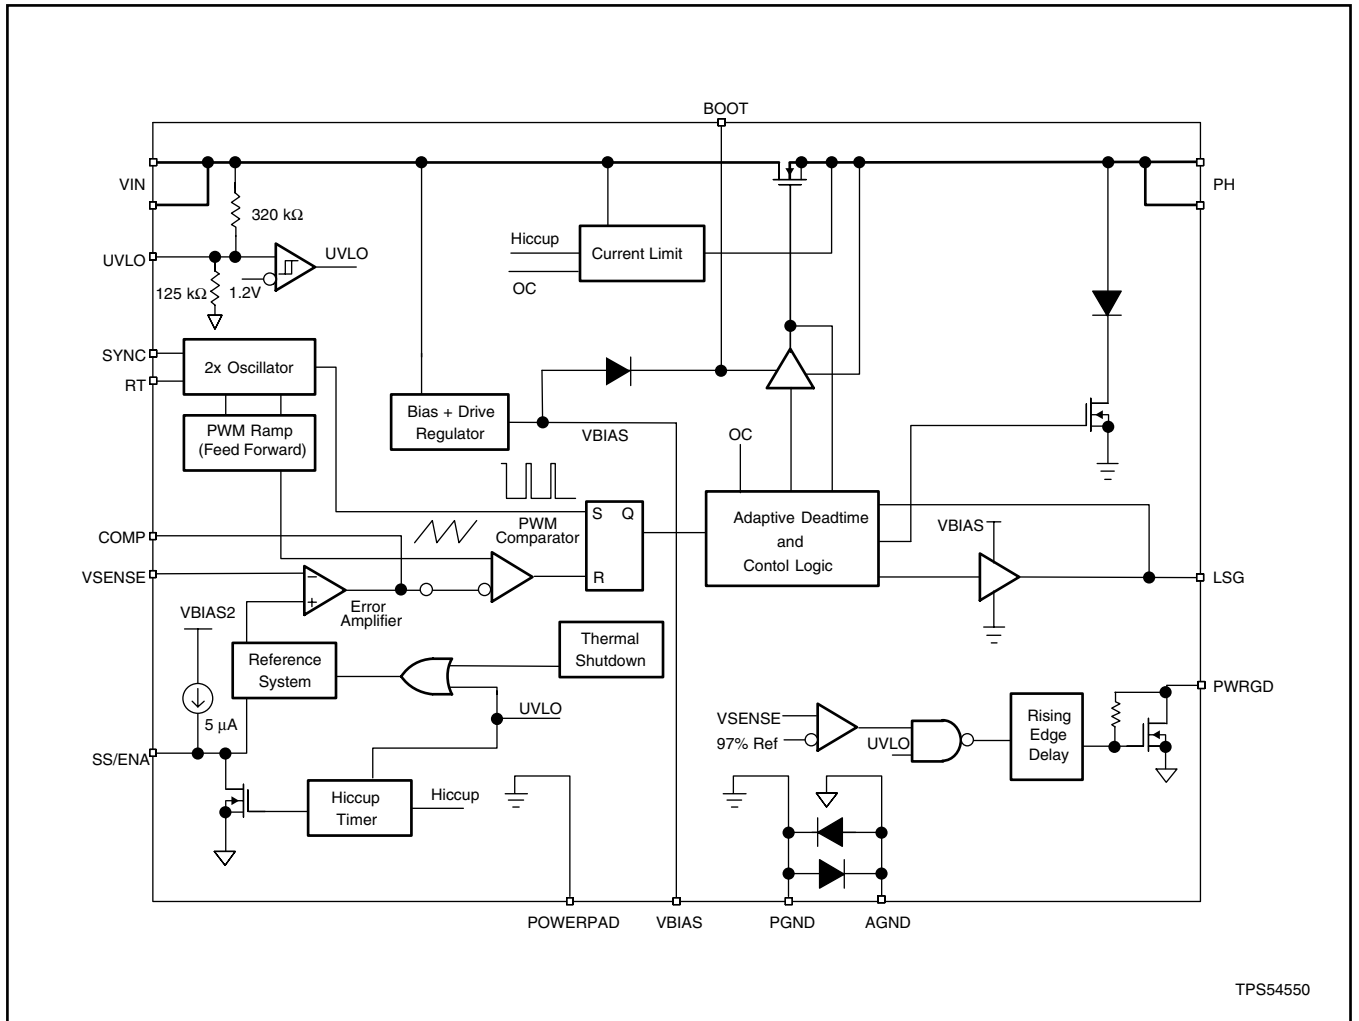 BOOT
VIN
PH
320 kΩ
Hiccup
Current Limit
UVLO
UVLO
125 kΩ
1.2V
OC
SYNC
2x Oscillator
RT
Bias + Drive
Regulator
PWM Ramp
(Feed Forward)
VBIAS
OC
S Q
PWM
Comparator
Adaptive Deadtime
and
Contol Logic
VBIAS
COMP
VSENSE
R
LSG
Error
Amplifier
VBIAS2
Thermal
Shutdown
Reference
System
PWRGD
UVLO
5 µA
VSENSE
97% Ref
UVLO
Rising
Edge
Delay
SS/ENA
Hiccup
Timer
Hiccup
POWERPAD
VBIAS
PGND
AGND
TPS54550
−
+